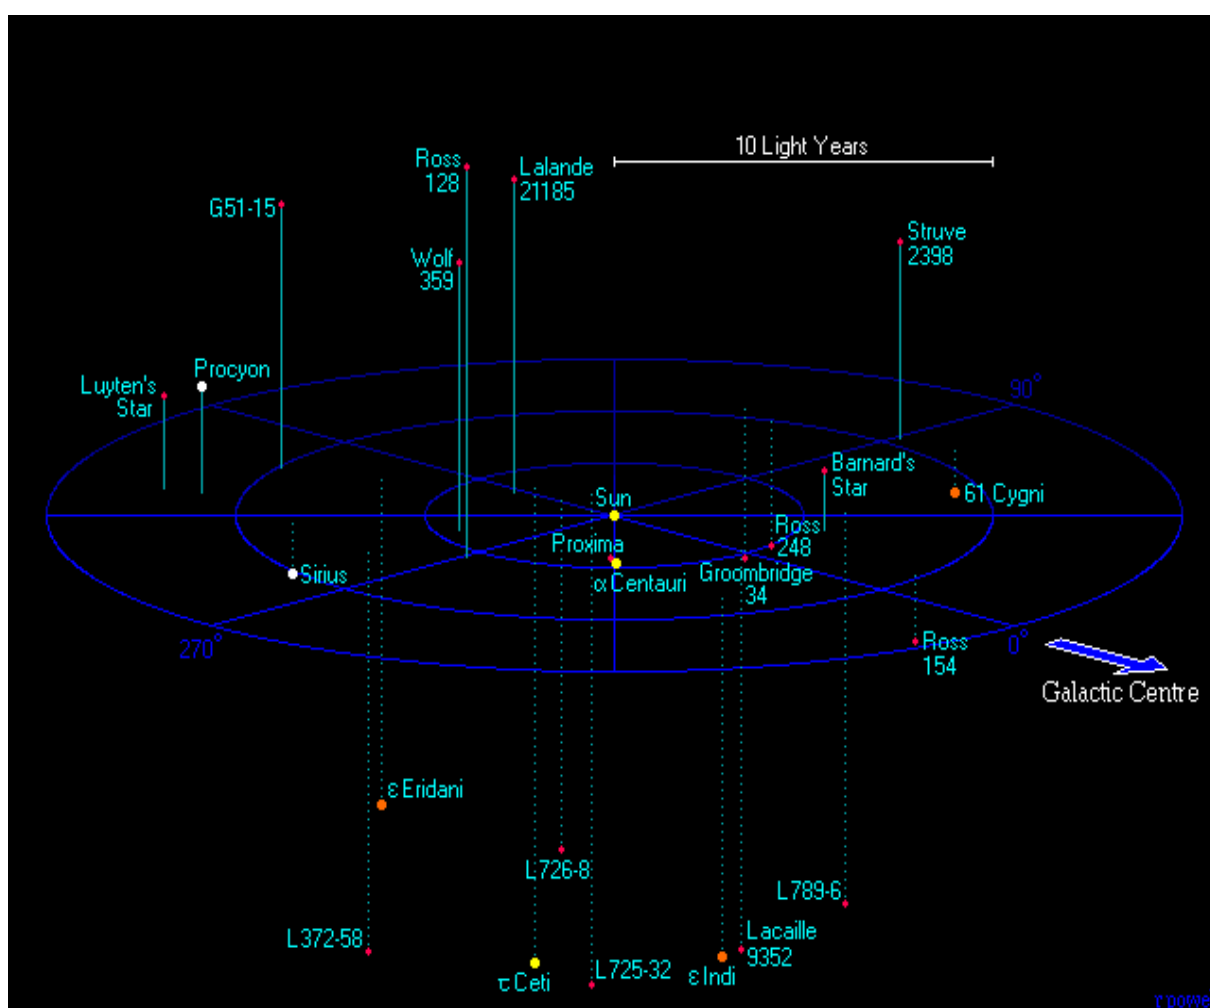 10 Light Years
Ross
128
Lalande
21185
G51-15
Wolf
359
Struve
2398
Procyon
Luyten's
Star
90°
Barnard's
Star
61 Cygni
Sun
Ross
248
Proxima
α Centauri
Groombridge
34
Sirius
270°
0°
Ross
154
Galactic Centre
ε Eridani
L726-8
L789-6
L372-58
Lacaille
9352
L725-32
ε Indi
τ Ceti